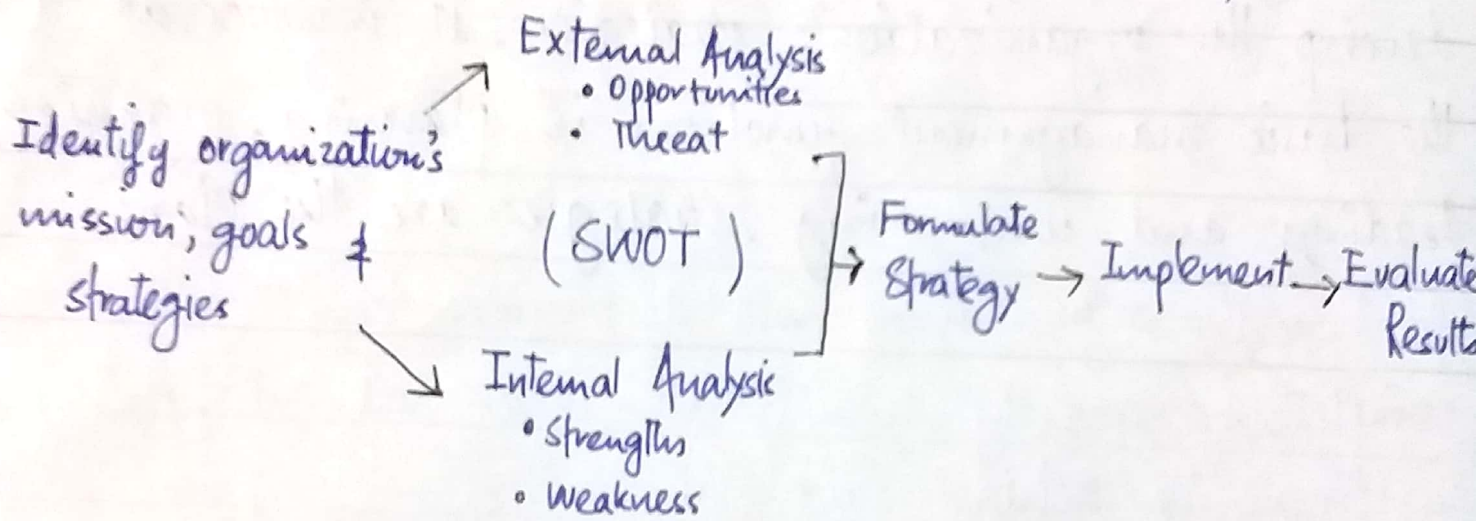 External Analysis
• Opportunities
• Threat
Identify organization's
mission, goals &
strategies
(SWOT)
Formulate
Strategy → Implement → Evaluate
Results
Internal Analysis
• Strengths
• Weakness